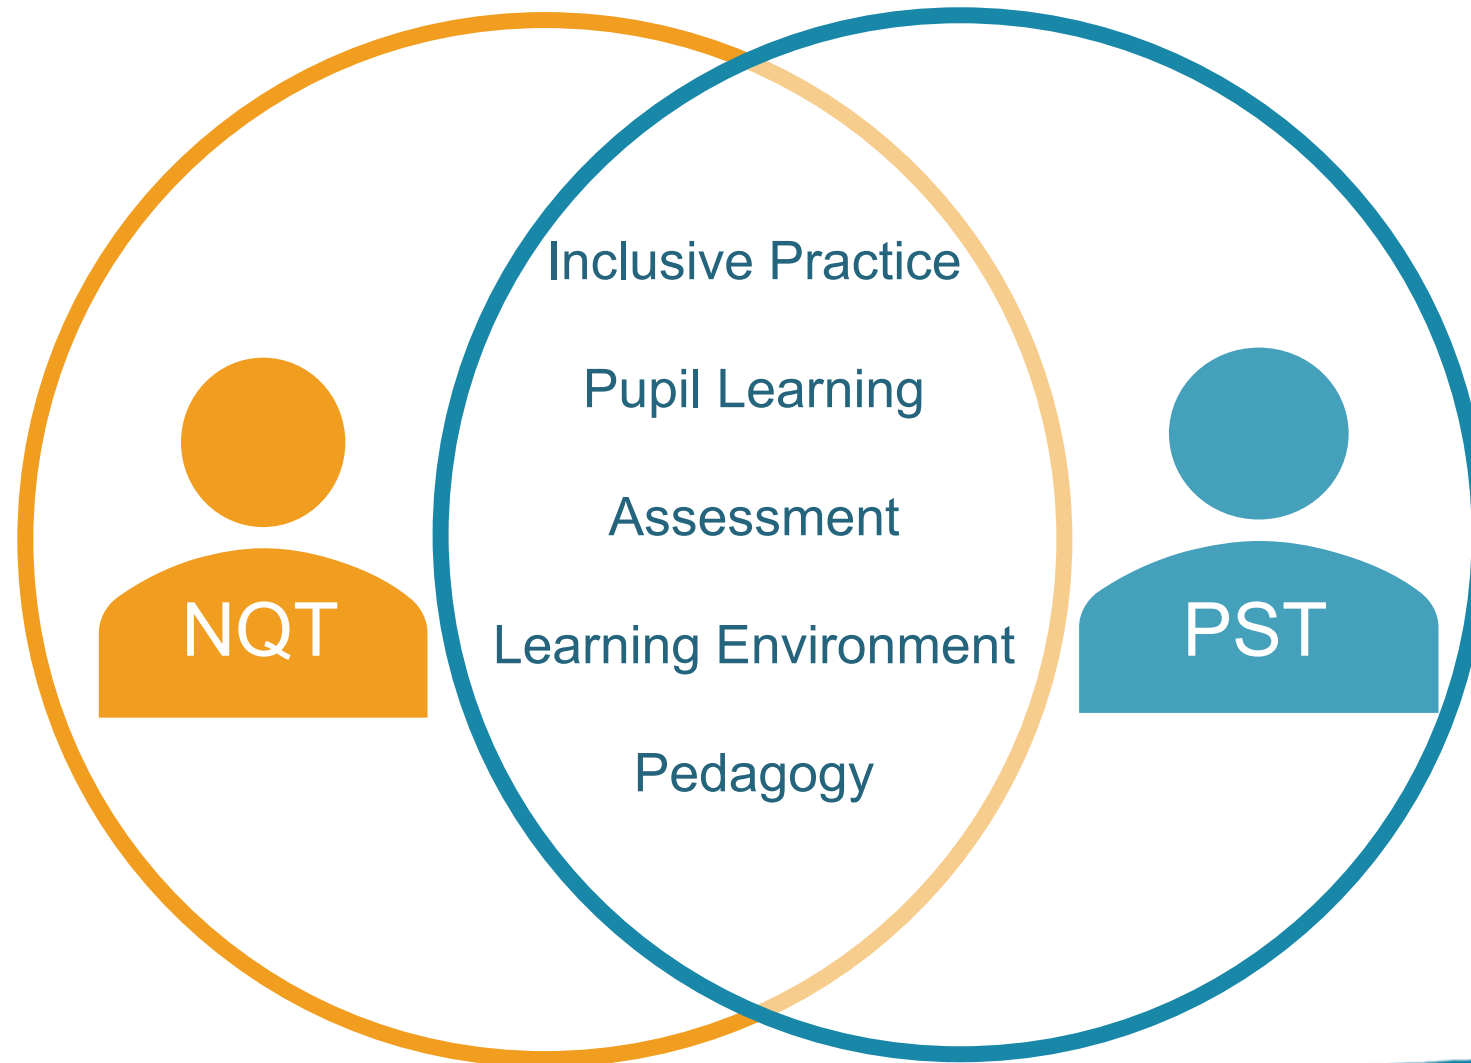 Inclusive Practice
Pupil Learning
Assessment
NQT
Learning Environment
PST
Pedagogy